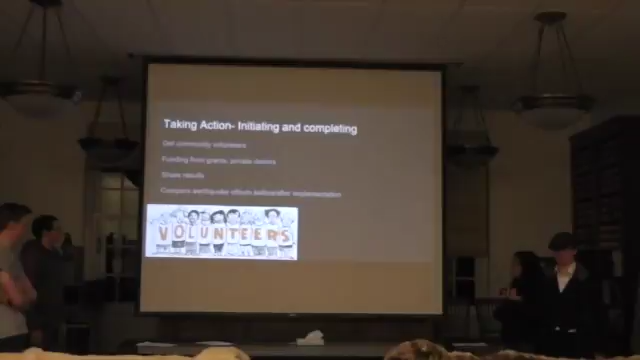 Taking Action- Initiating and completing
Get community volunteers
Funding from grants, private donors
Share results
Compare earthquake effects before/after implementation
VOLUNTEERS